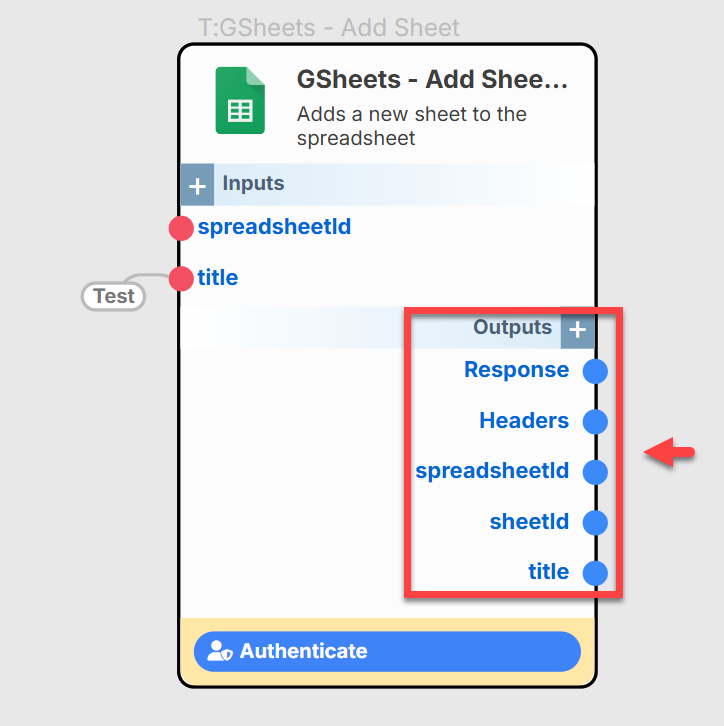 T:GSheets - Add Sheet
GSheets - Add Shee...
Adds a new sheet to the
spreadsheet
Inputs
spreadsheetId
title
Test
Outputs
Response
Headers
spreadsheetId
sheetId
title
Authenticate